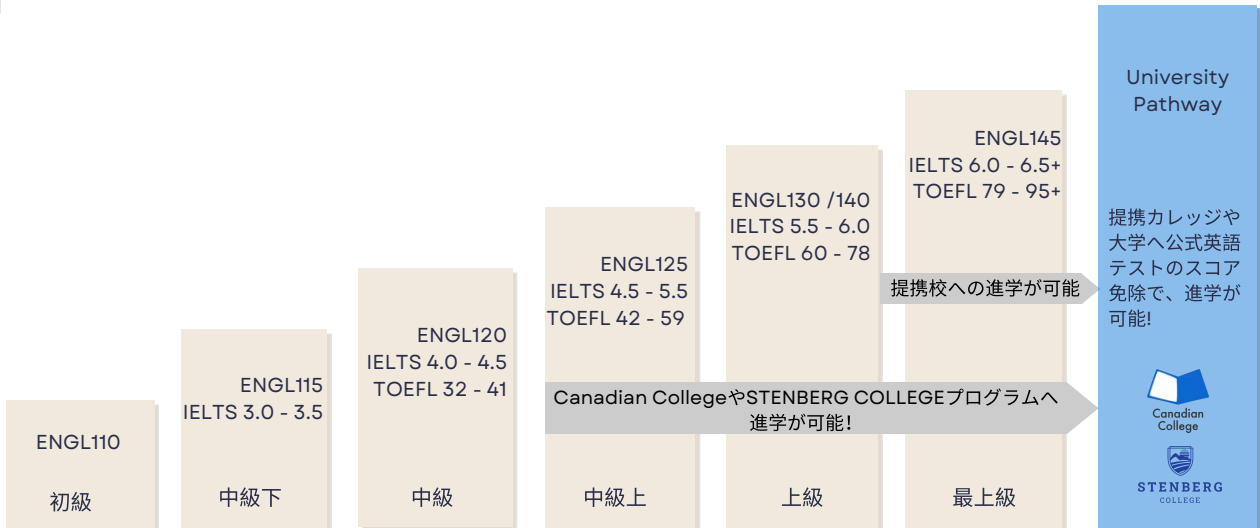 ENGL110
初級
ENGL115
IELTS 3.0 - 3.5
中級下
ENGL120
IELTS 4.0 - 4.5
TOEFL 32 - 41
中級
ENGL125
IELTS 4.5 - 5.5
TOEFL 42 - 59
中級上
ENGL130 /140
IELTS 5.5 - 6.0
TOEFL 60 - 78
上級
ENGL145
IELTS 6.0 - 6.5+
TOEFL 79 - 95+
最上級
提携校への進学が可能
Canadian CollegeやSTENBERG COLLEGEプログラムへ
進学が可能!
University
Pathway
提携カレッジや
大学へ公式英語
テストのスコア
免除で、進学が
可能!
Canadian
College
STENBERG
COLLEGE